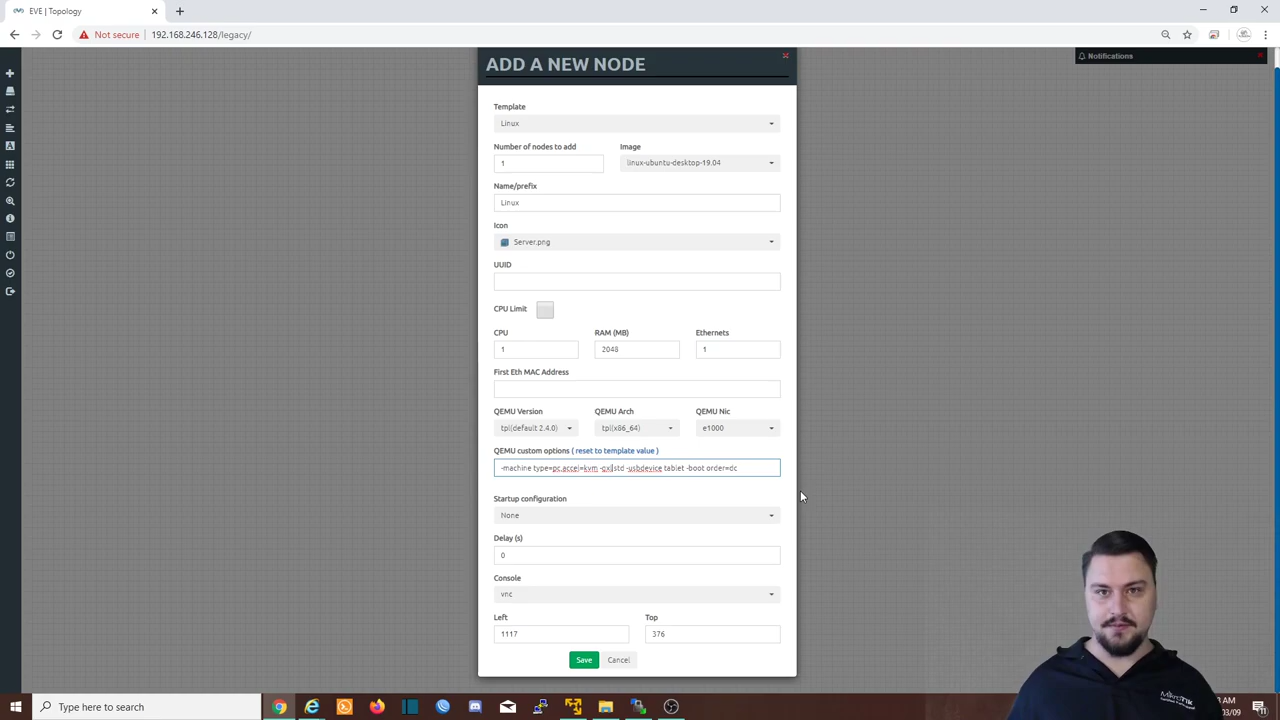 EVE | Topology
Not secure
192.168.246.128/legacy/
ADD A NEW NODE
Notifications
Template
Linux
Number of nodes to add
Image
1
linux-ubuntu-desktop-19.04
Name/prefix
Linux
Icon
Server.png
UUID
CPU Limit
CPU
RAM (MB)
Ethernets
1
2048
1
First Eth MAC Address
QEMU Version
QEMU Arch
QEMU Nic
tpl(default 2.4.0)
tpl(x86_64)
e1000
QEMU custom options ( reset to template value )
-machine type=pc,accel=kvm std -usbdevice tablet -boot order=dc
Startup configuration
None
Delay (s)
0
Console
vnc
Left
Top
1117
376
Save
Cancel
Type here to search
MikroTik